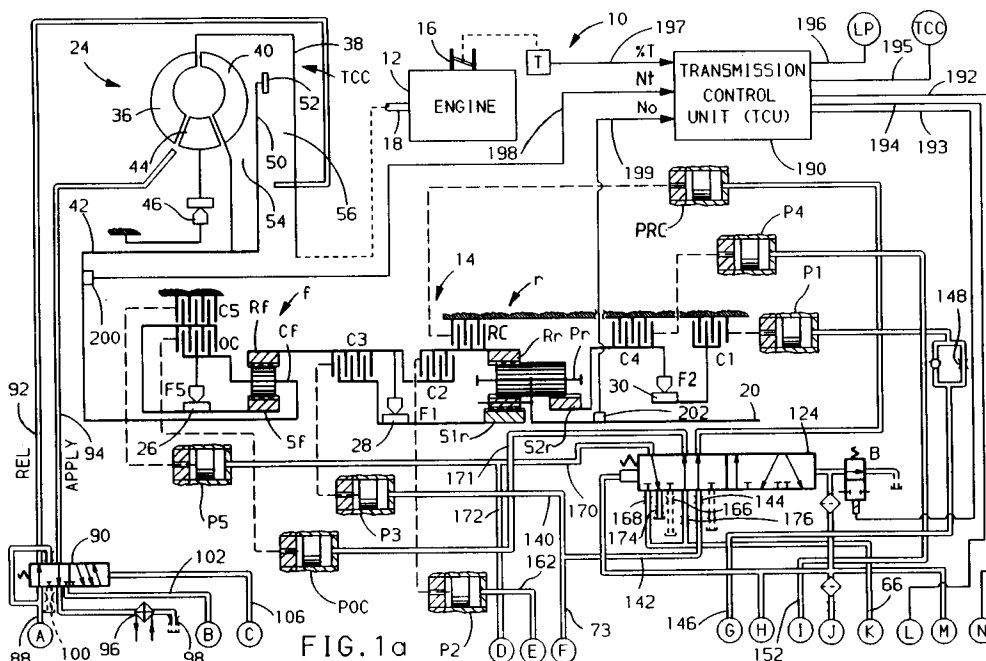 24
36
40
38
TCC
52
44
50
46
54
56
42
200
12
16
18
ENGINE
T
10
197
%T
Nt
No
198
199
TRANSMISSION
CONTROL
UNIT (TCU)
190
196
LP
TCC
195
192
194
193
PRC
P4
P1
148
14
r
f
C5
OC
Rf
Cf
C3
C2
RC
Rr
Pr
C4
C1
F5
26
Sf
28
F1
S1r
S2r
F2
30
202
20
124
B
92
REL
APPLY
94
P5
P3
171
172
140
170
168
174
166
176
144
142
162
POC
P2
90
102
106
88
A
100
96
98
B
C
FIG.1a
D
E
F
73
146
G
H
152
I
J
K
66
L
M
N